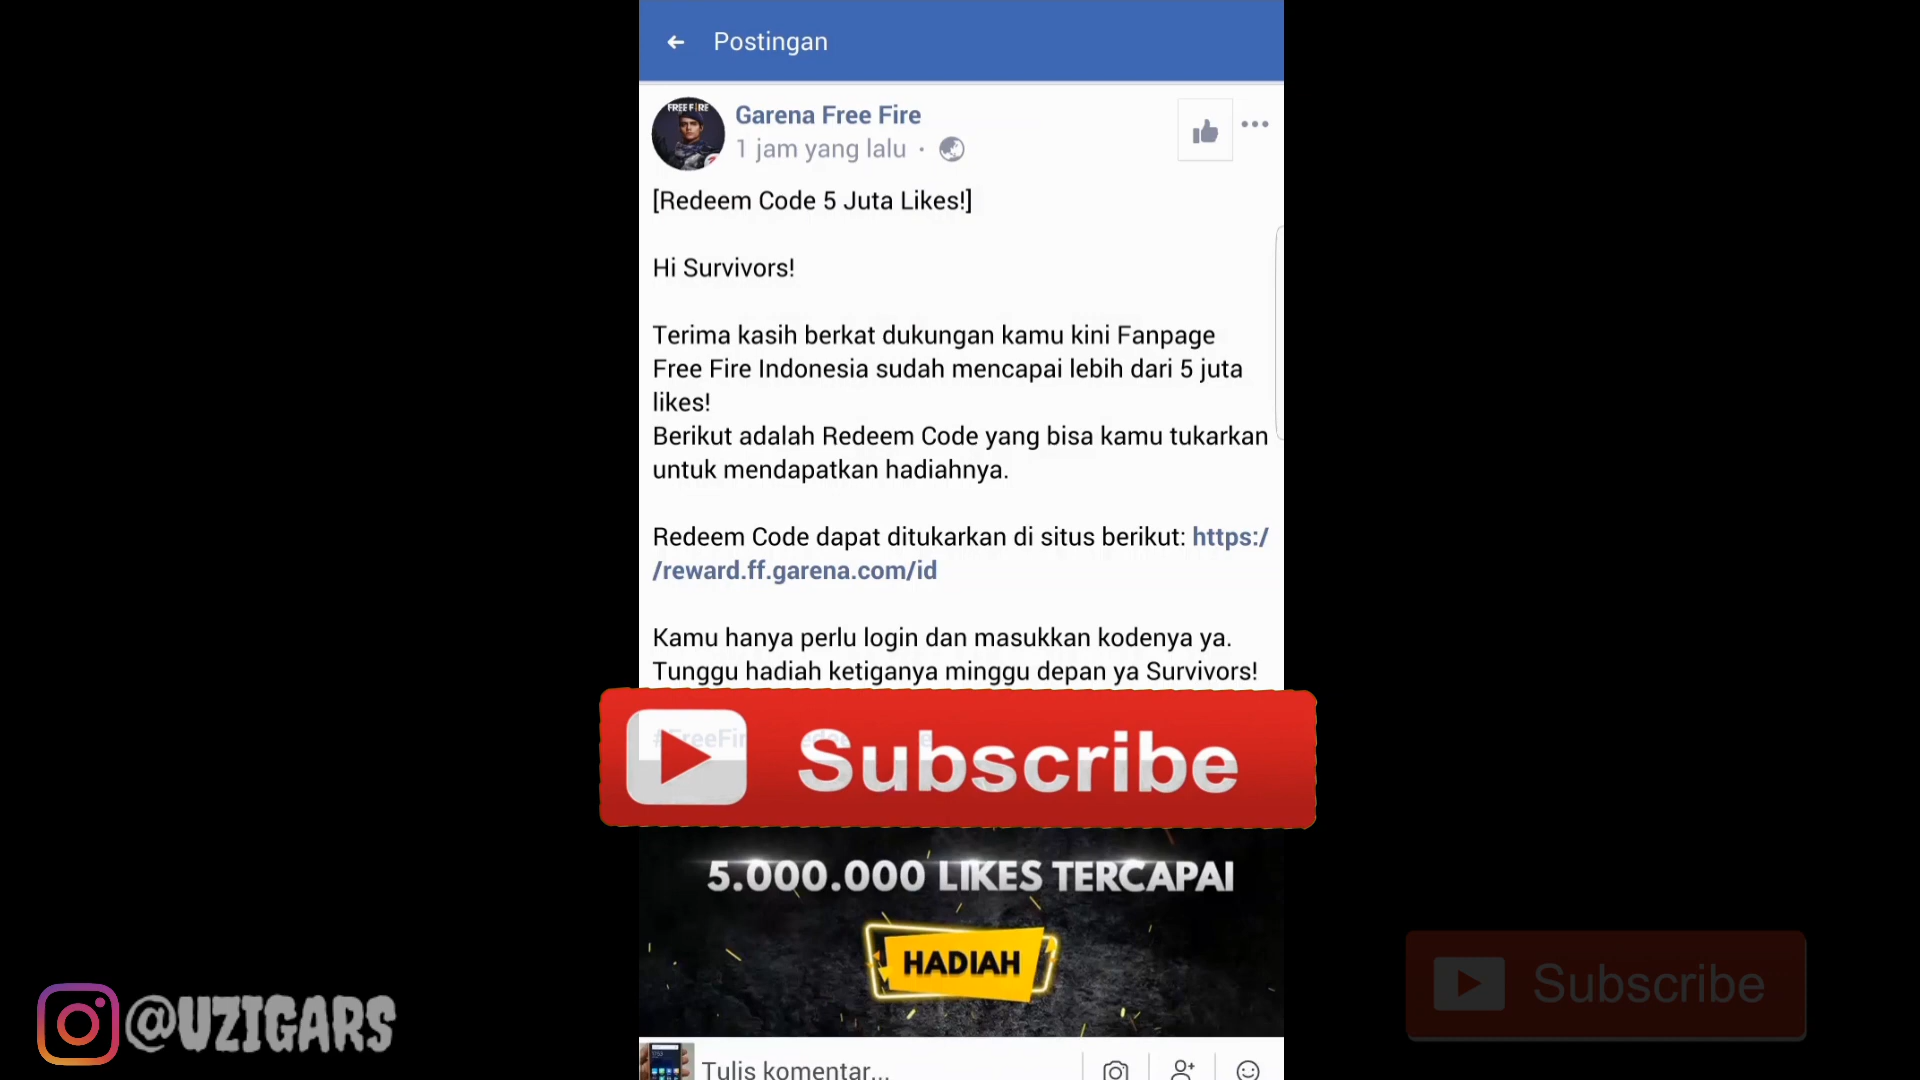 Postingan
FREE FIRE
Garena Free Fire
1 jam yang lalu ·
[Redeem Code 5 Juta Likes!]
Hi Survivors!
Terima kasih berkat dukungan kamu kini Fanpage
Free Fire Indonesia sudah mencapai lebih dari 5 juta
likes!
Berikut adalah Redeem Code yang bisa kamu tukarkan
untuk mendapatkan hadiahnya.
Redeem Code dapat ditukarkan di situs berikut: https:/
/reward.ff.garena.com/id
Kamu hanya perlu login dan masukkan kodenya ya.
Tunggu hadiah ketiganya minggu depan ya Survivors!
Subscribe
5.000.000 LIKES TERCAPAI
HADIAH
@UZIGARS
Subscribe
Tulis komentar...